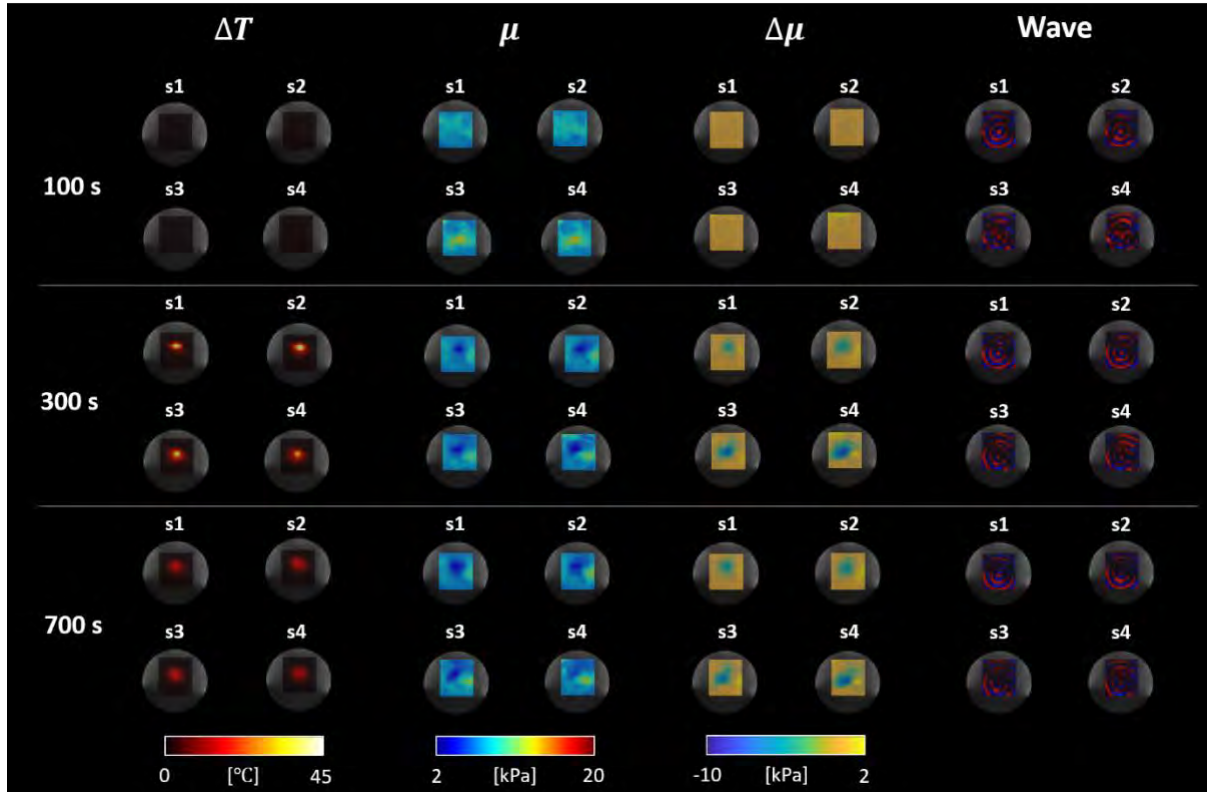 ΔT μ Δμ Wave
s1 s2 s1 s2 s1 s2 s1 s2
100 s
s3 s4 s3 s4 s3 s4 s3 s4
s1 s2 s1 s2 s1 s2 s1 s2
300 s
s3 s4 s3 s4 s3 s4 s3 s4
s1 s2 s1 s2 s1 s2 s1 s2
700 s
s3 s4 s3 s4 s3 s4 s3 s4
0 [°C] 45 2 [kPa] 20 -10 [kPa] 2